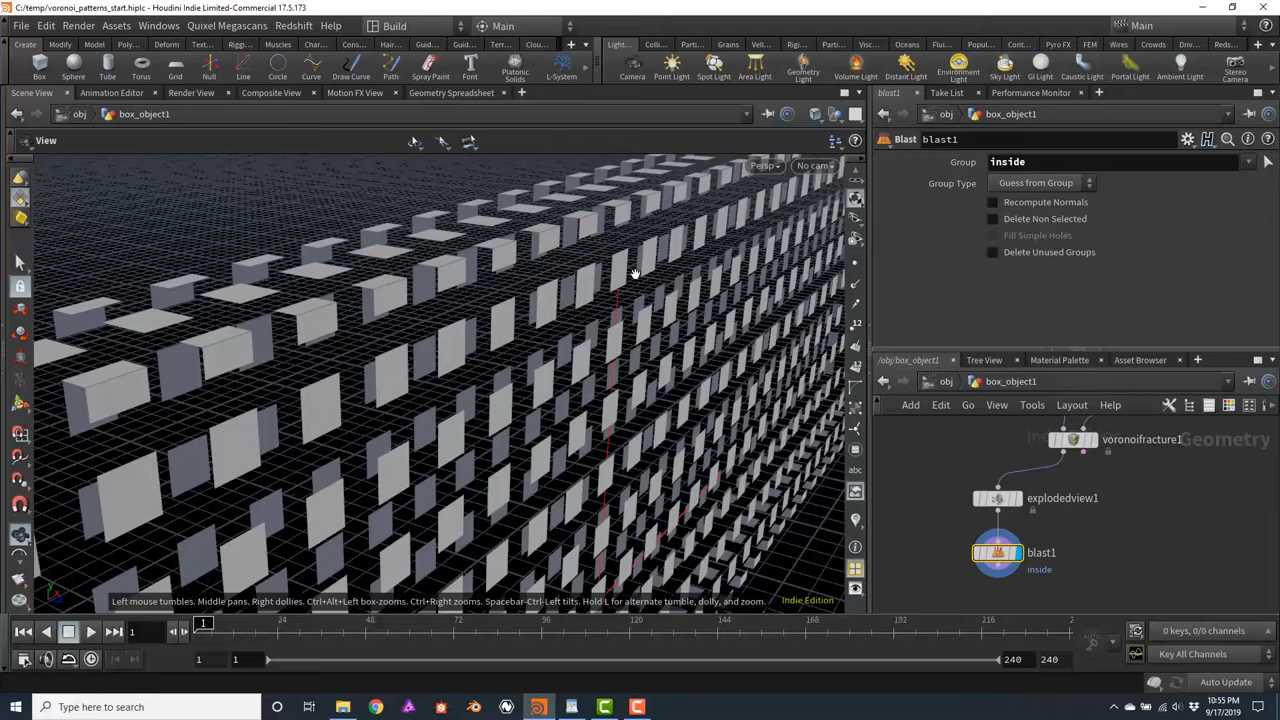 C:/temp/voronoi_patterns_start.hiplc - Houdini Indie Limited-Commercial 17.5.173
File Edit Render Assets Windows Quixel Megascans Redshift Help Build Main Main
Create Modify Model Poly... Deform Text... Riggi... Muscles Char... Cons... Hair... Guid... Guid... Terr... Clou... Light... Colli... Parti... Grains Vell... Rigi... Parti... Visc... Oceans Flui... Popul... Cont... Pyro FX FEM Wires Crowds Driv... Reds...
Box Sphere Tube Torus Grid Null Line Circle Curve Draw Curve Path Spray Paint Font Platonic Solids L-System Camera Point Light Spot Light Area Light Geometry Light Volume Light Distant Light Environment Light Sky Light GI Light Caustic Light Portal Light Ambient Light Stereo Camera
Scene View Animation Editor Render View Composite View Motion FX View Geometry Spreadsheet
blast1 Take List Performance Monitor
obj box_object1
obj box_object1
View
Blast blast1
Persp No cam
Group inside
Group Type Guess from Group
Recompute Normals
Delete Non Selected
Fill Simple Holes
Delete Unused Groups
12
42
abc
/obj/box_object1 Tree View Material Palette Asset Browser
obj box_object1
Add Edit Go View Tools Layout Help
Geometry
voronoifracture1
explodedview1
blast1
inside
Left mouse tumbles. Middle pans. Right dollies. Ctrl+Alt+Left box-zooms. Ctrl+Right zooms. Spacebar-Ctrl-Left tilts. Hold L for alternate tumble, dolly, and zoom.
Indie Edition
1 1 24 48 72 96 120 144 168 192 216 2
0 keys, 0/0 channels
1 1 240 240
Key All Channels
Auto Update
Type here to search
10:55 PM
9/17/2019